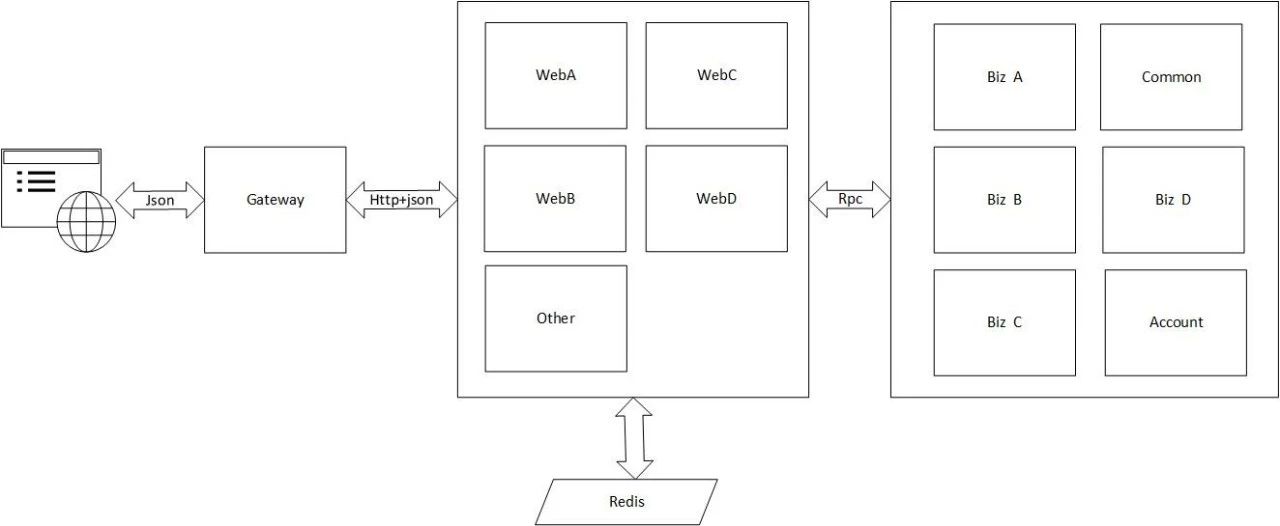 WebA
WebC
Biz A
Common
Json
Gateway
Http+json
WebB
WebD
Rpc
Biz B
Biz D
Other
Biz C
Account
Redis